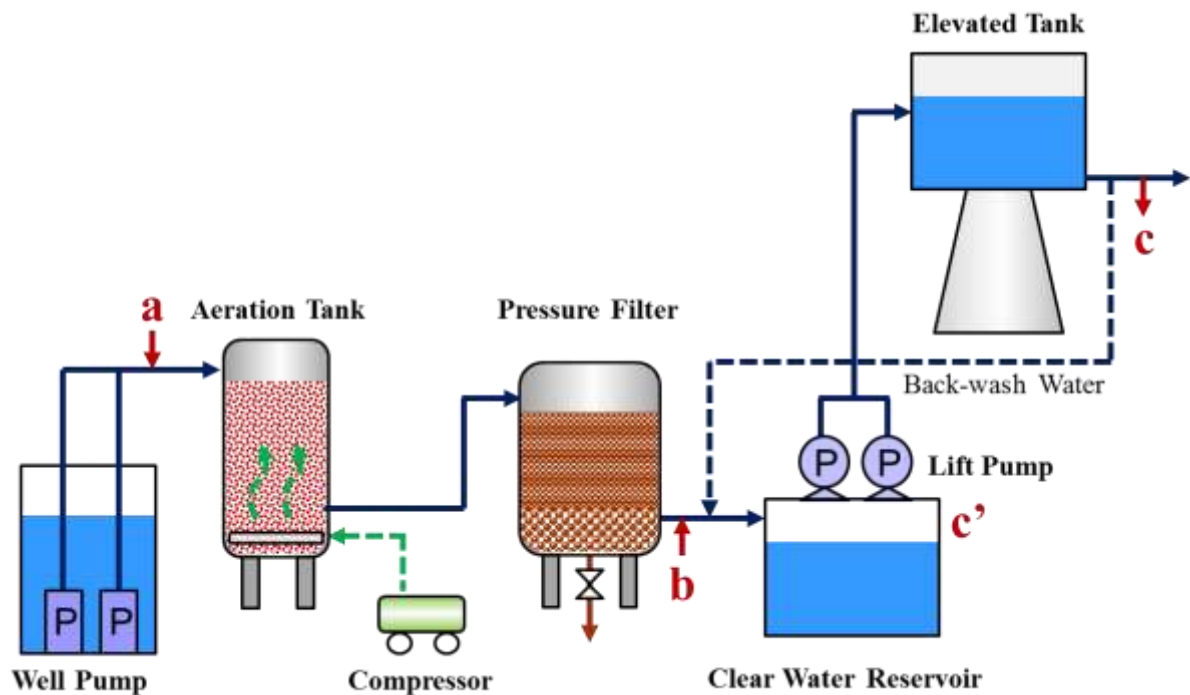 Elevated Tank
c
a
Aeration Tank
Pressure Filter
Back-wash Water
P
P
Lift Pump
c’
b
P
P
Well Pump
Compressor
Clear Water Reservoir